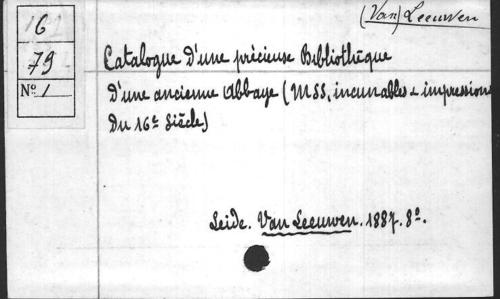 (Van) Leeuwen
16
79
Nº 1
Catalogue d'une précieuse Bibliothèque
d'une ancienne Abbaye (MSS, incunables & impressions
du 16e siècle)
Leide. Van Leeuwen. 1887. 8º.